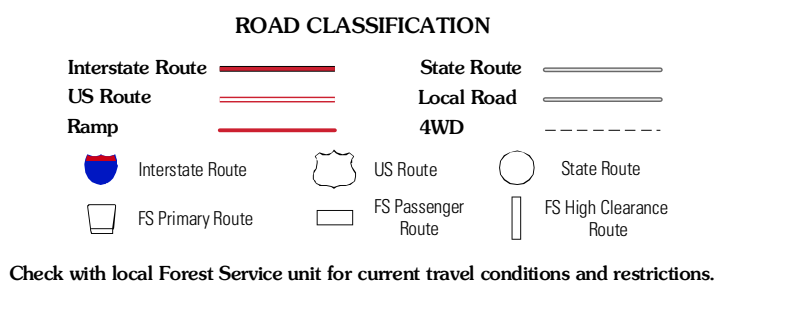 ROAD CLASSIFICATION
Interstate Route
State Route
US Route
Local Road
Ramp
4WD
Interstate Route
US Route
State Route
FS Primary Route
FS Passenger
Route
FS High Clearance
Route
Check with local Forest Service unit for current travel conditions and restrictions.